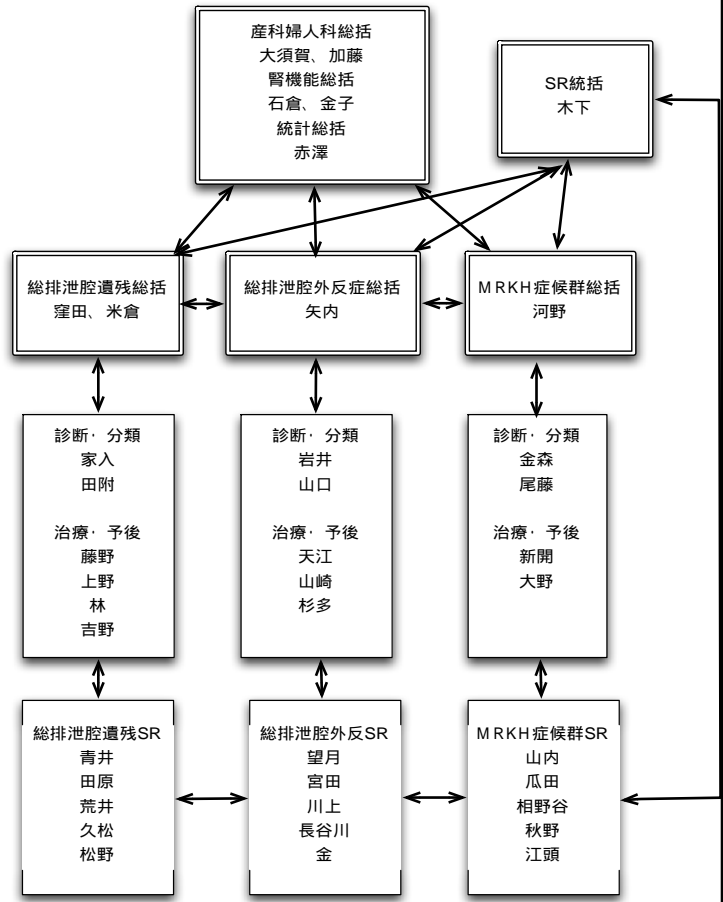 産科婦人科総括
大須賀、加藤
腎機能総括
石倉、金子
統計総括
赤澤
SR統括
木下
総排泄腔遺残総括
窪田、米倉
総排泄腔外反症総括
矢内
MRKH症候群総括
河野
診断・分類
家入
田附
治療・予後
藤野
上野
林
吉野
診断・分類
岩井
山口
治療・予後
天江
山崎
杉多
診断・分類
金森
尾藤
治療・予後
新開
大野
総排泄腔遺残SR
青井
田原
荒井
久松
松野
総排泄腔外反SR
望月
宮田
川上
長谷川
金
MRKH症候群SR
山内
瓜田
相野谷
秋野
江頭